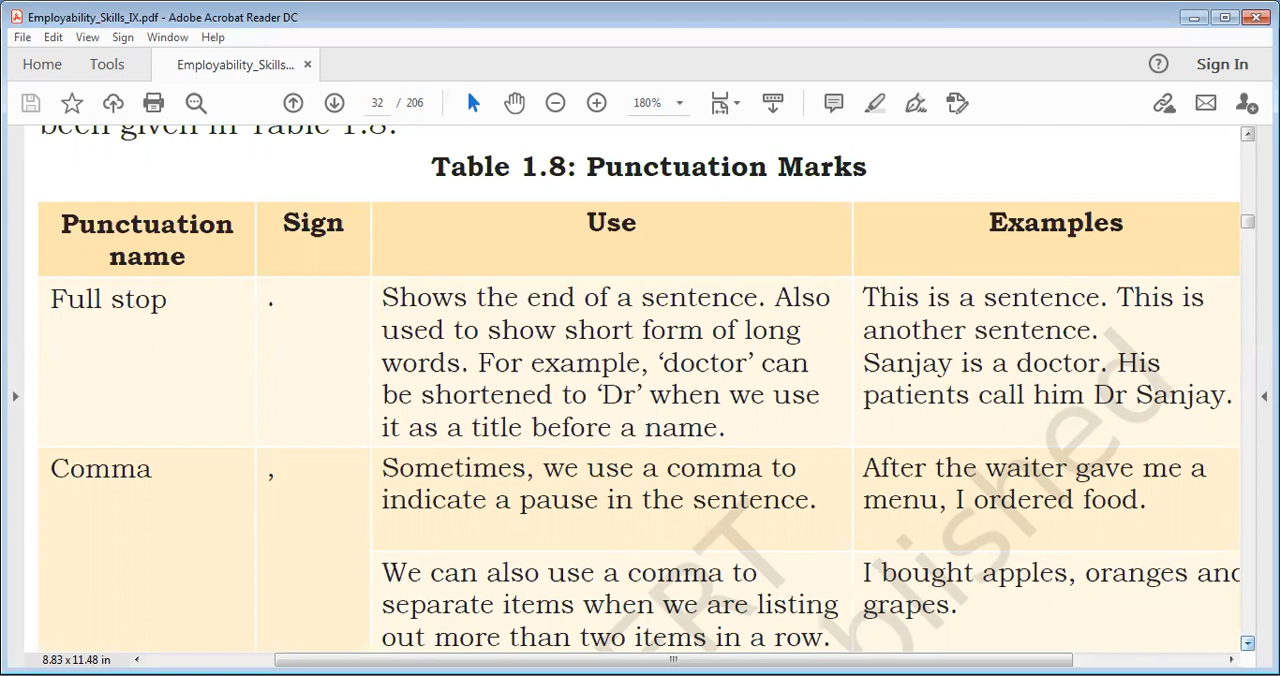 Employability_Skills_IX.pdf - Adobe Acrobat Reader DC
File Edit View Sign Window Help
Home Tools Employability_Skills... × Sign In
32 / 206 180%
been given in Table 1.8.
Table 1.8: Punctuation Marks
Punctuation name Sign Use Examples
Full stop . Shows the end of a sentence. Also
used to show short form of long
words. For example, ‘doctor’ can
be shortened to ‘Dr’ when we use
it as a title before a name.
This is a sentence. This is
another sentence.
Sanjay is a doctor. His
patients call him Dr Sanjay.
Comma , Sometimes, we use a comma to
indicate a pause in the sentence.
After the waiter gave me a
menu, I ordered food.
We can also use a comma to
separate items when we are listing
out more than two items in a row.
I bought apples, oranges and
grapes.
8.83 x 11.48 in